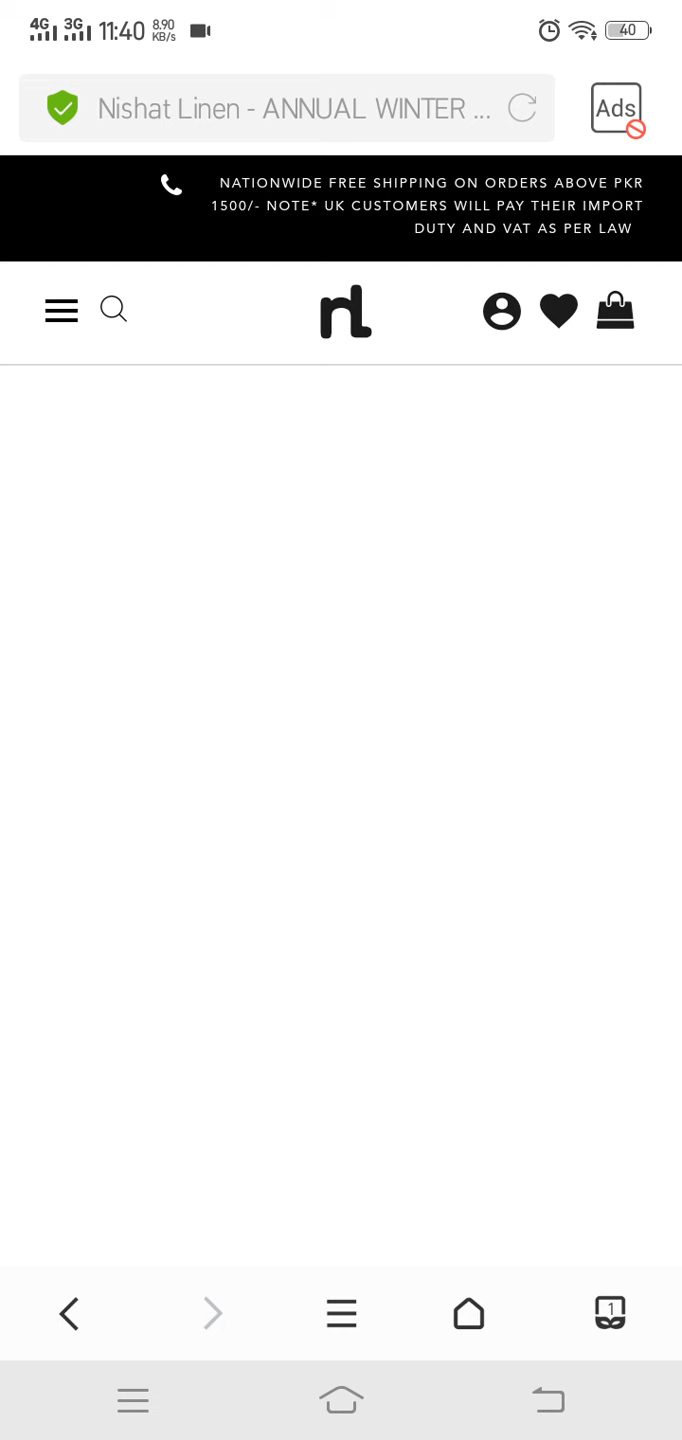 4G 3G 11:40 8.90 KB/s 40
Nishat Linen - ANNUAL WINTER ... Ads
NATIONWIDE FREE SHIPPING ON ORDERS ABOVE PKR
1500/- NOTE* UK CUSTOMERS WILL PAY THEIR IMPORT
DUTY AND VAT AS PER LAW
nL
1